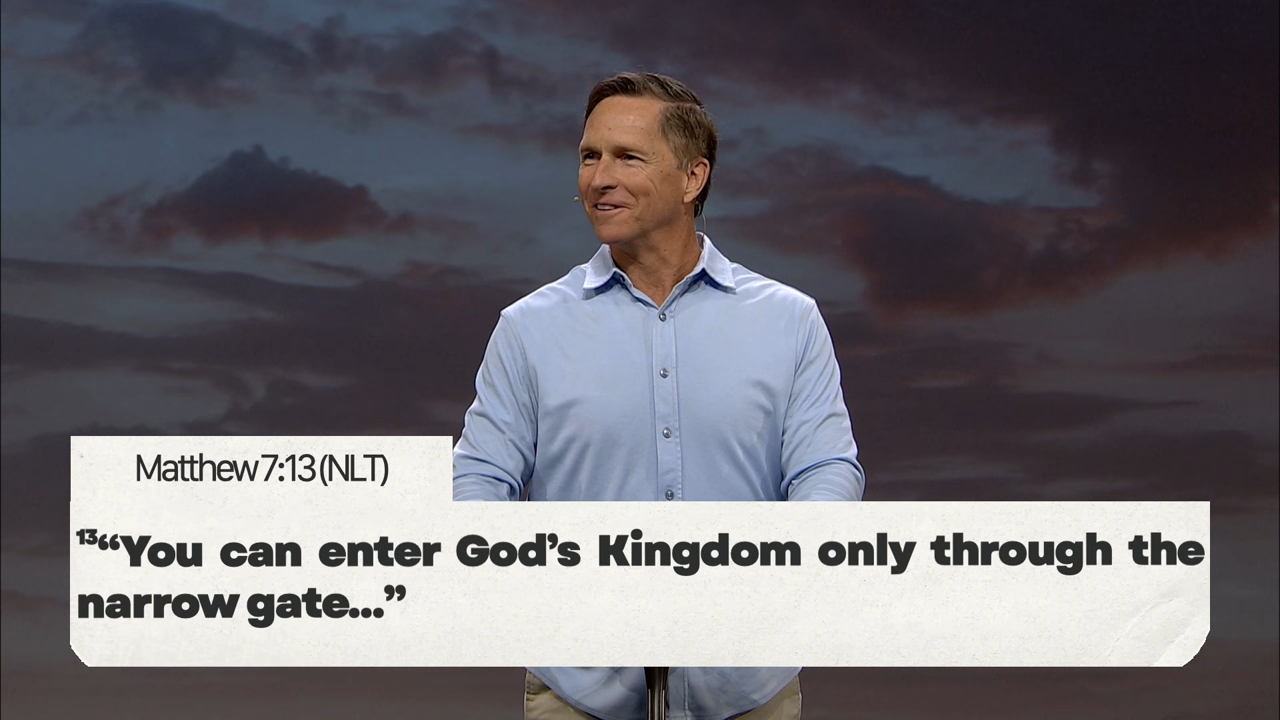 Matthew 7:13 (NLT)
¹³“You can enter God’s Kingdom only through the
narrow gate...”